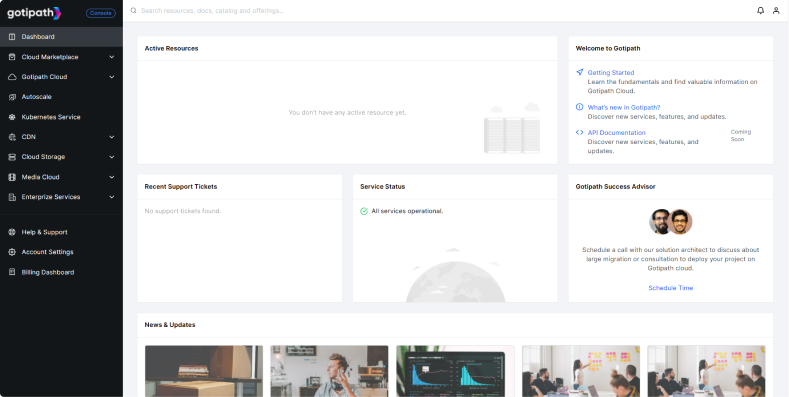 gotipath
Console
Search resources, docs, catalog and offerings...
Dashboard
Cloud Marketplace
Gotipath Cloud
Autoscale
Kubernetes Service
CDN
Cloud Storage
Media Cloud
Enterprize Services
Help & Support
Account Settings
Billing Dashboard
Active Resources
You don't have any active resource yet.
Welcome to Gotipath
Getting Started
Learn the fundamentals and find valuable information on
Gotipath Cloud.
What's new in Gotipath?
Discover new services, features, and updates.
API Documentation
Discover new services, features, and
updates.
Coming
Soon
Recent Support Tickets
No support tickets found.
Service Status
All services operational.
Gotipath Success Advisor
Schedule a call with our solution architect to discuss about
large migration or consultation to deploy your project on
Gotipath cloud.
Schedule Time
News & Updates